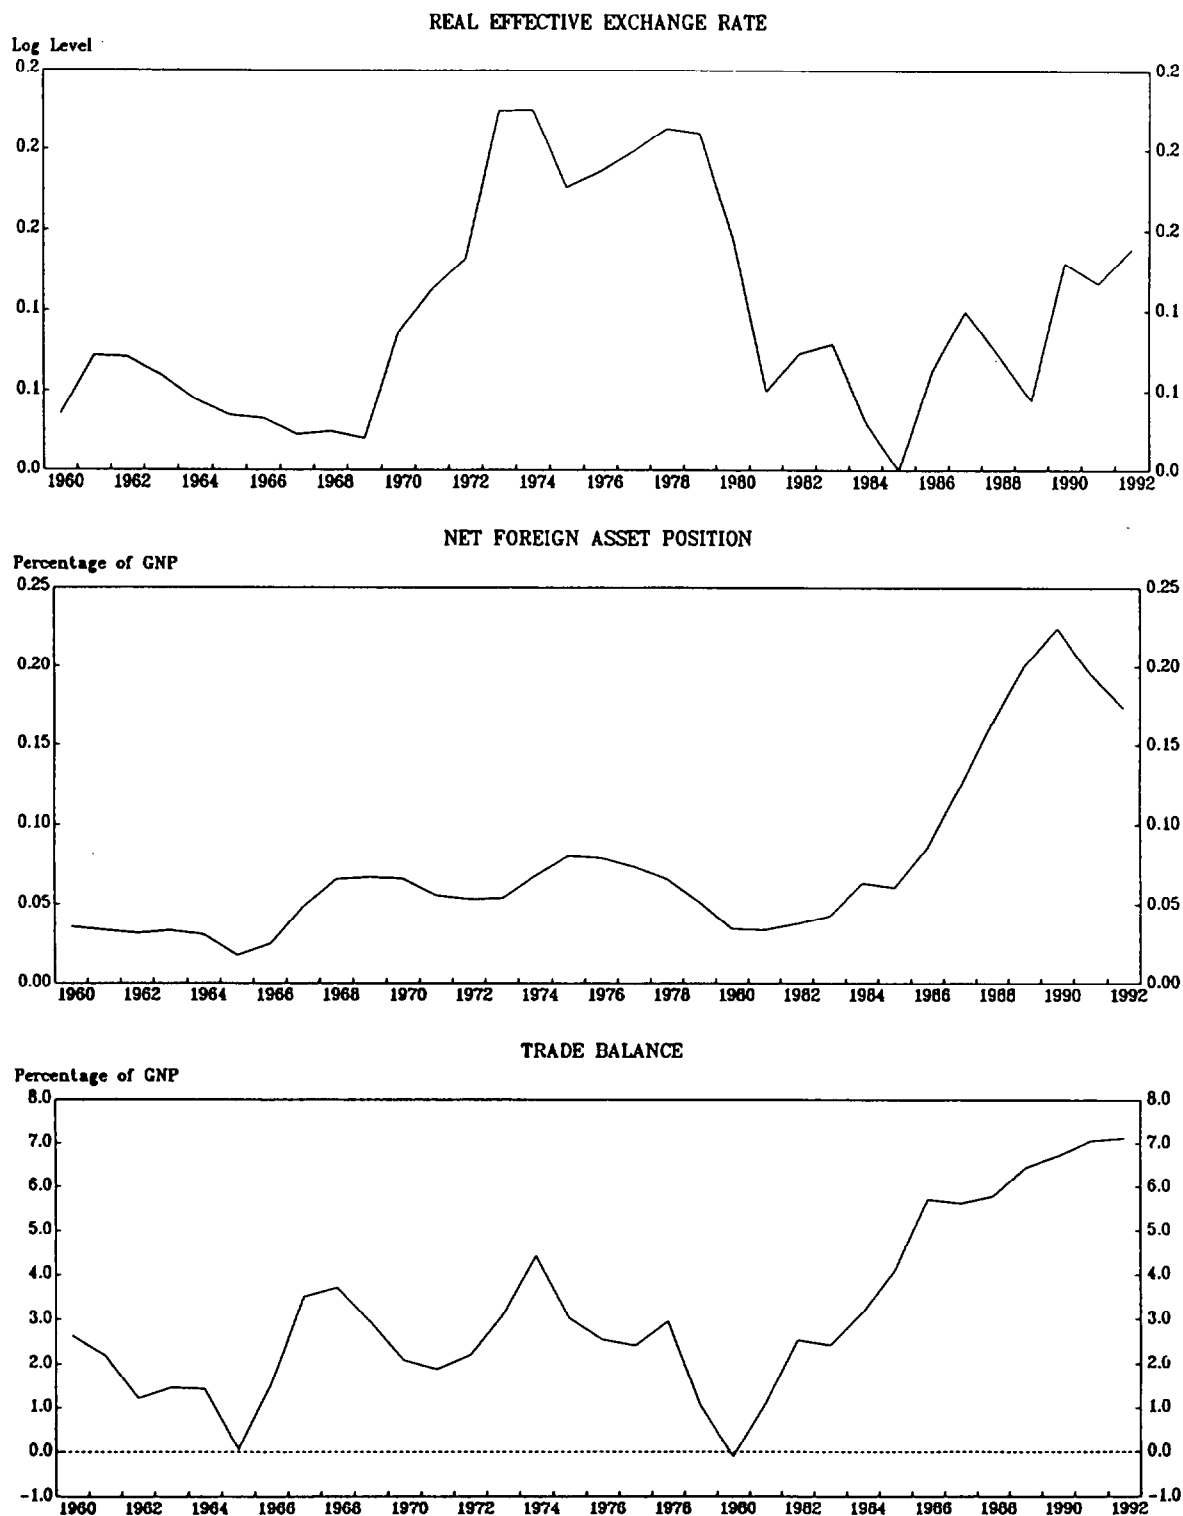 REAL EFFECTIVE EXCHANGE RATE
Log Level
0.2 0.2
0.2 0.2
0.2 0.2
0.1 0.1
0.1 0.1
0.0 0.0
1960 1962 1964 1966 1968 1970 1972 1974 1976 1978 1980 1982 1984 1986 1988 1990 1992
NET FOREIGN ASSET POSITION
Percentage of GNP
0.25 0.25
0.20 0.20
0.15 0.15
0.10 0.10
0.05 0.05
0.00 0.00
1960 1962 1964 1966 1968 1970 1972 1974 1976 1978 1980 1982 1984 1986 1988 1990 1992
TRADE BALANCE
Percentage of GNP
8.0 8.0
7.0 7.0
6.0 6.0
5.0 5.0
4.0 4.0
3.0 3.0
2.0 2.0
1.0 1.0
0.0 0.0
-1.0 -1.0
1960 1962 1964 1966 1968 1970 1972 1974 1976 1978 1980 1982 1984 1986 1988 1990 1992